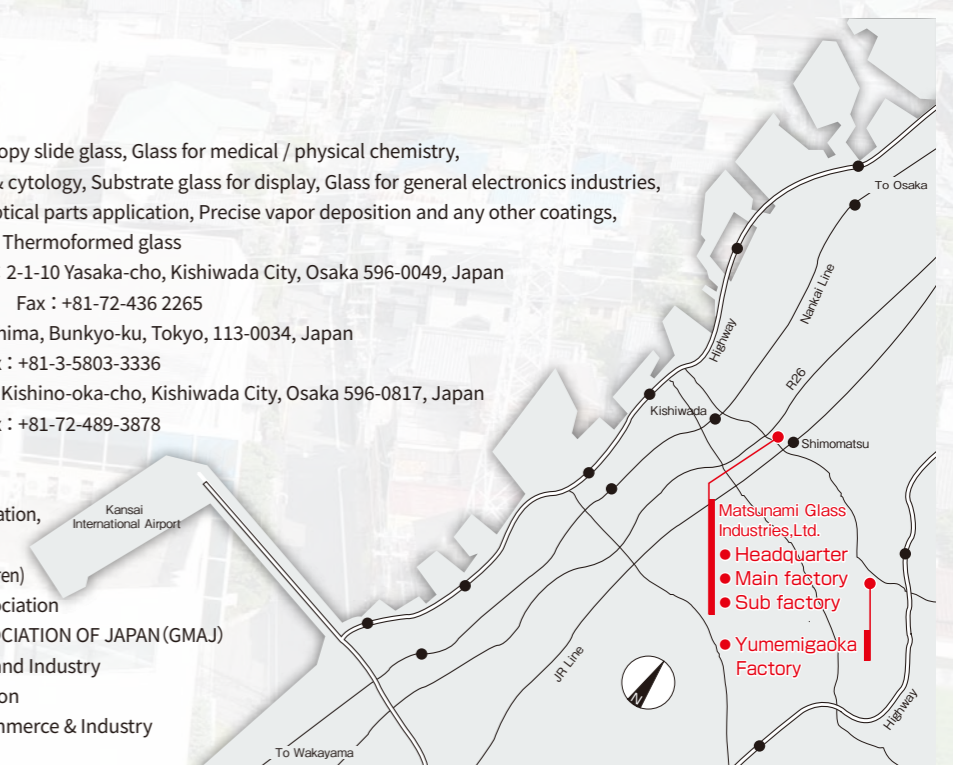 opy slide glass, Glass for medical / physical chemistry,
& cytology, Substrate glass for display, Glass for general electronics industries,
ptical parts application, Precise vapor deposition and any other coatings,
Thermoformed glass
2-1-10 Yasaka-cho, Kishiwada City, Osaka 596-0049, Japan
Fax : +81-72-436 2265
hima, Bunkyo-ku, Tokyo, 113-0034, Japan
x : +81-3-5803-3336
Kishino-oka-cho, Kishiwada City, Osaka 596-0817, Japan
x : +81-72-489-3878
ation,
ren)
ociation
OCIATION OF JAPAN(GMAJ)
and Industry
on
mmerce & Industry
To Osaka
Nankai Line
Highway
R26
Kishiwada
Shimomatsu
Kansai
International Airport
Matsunami Glass
Industries,Ltd.
● Headquarter
● Main factory
● Sub factory
● Yumemigaoka
Factory
JR Line
N
Highway
To Wakayama